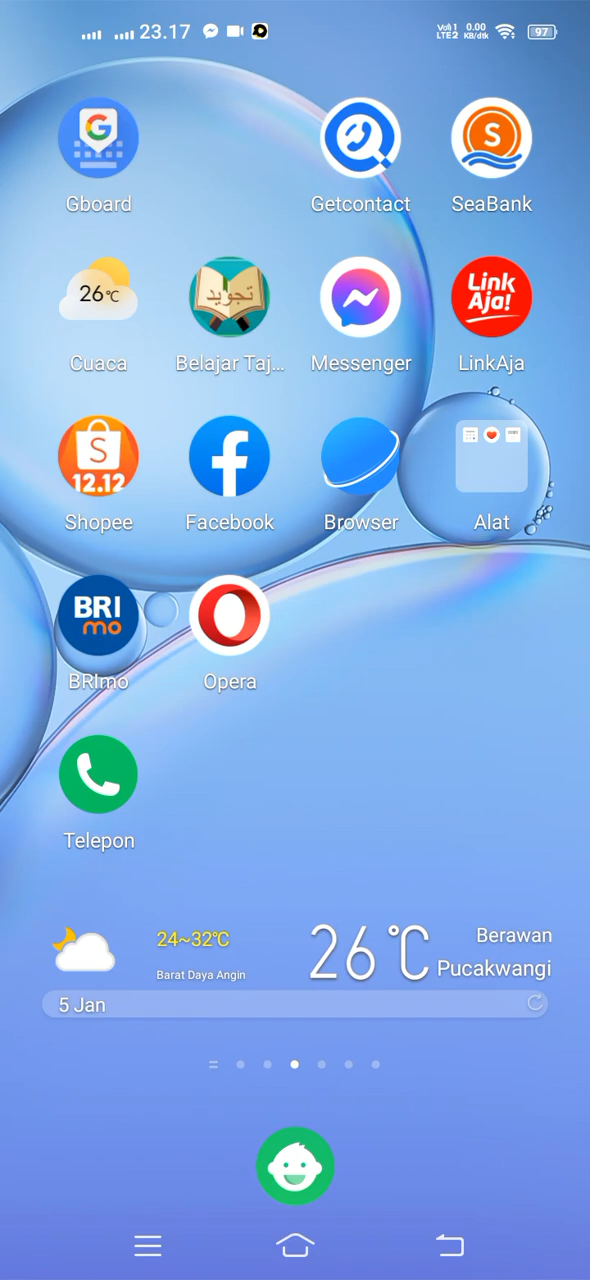 23.17
Vo) 1
LTE2
0.00
KB/dtk
97
G
S
Gboard
Getcontact
SeaBank
26°C
تجويد
Link
Aja!
Cuaca
Belajar Taj...
Messenger
LinkAja
S
12.12
f
Shopee
Facebook
Browser
Alat
BRI
mo
BRImo
Opera
Telepon
24~32℃
Barat Daya Angin
26℃
Berawan
Pucakwangi
5 Jan